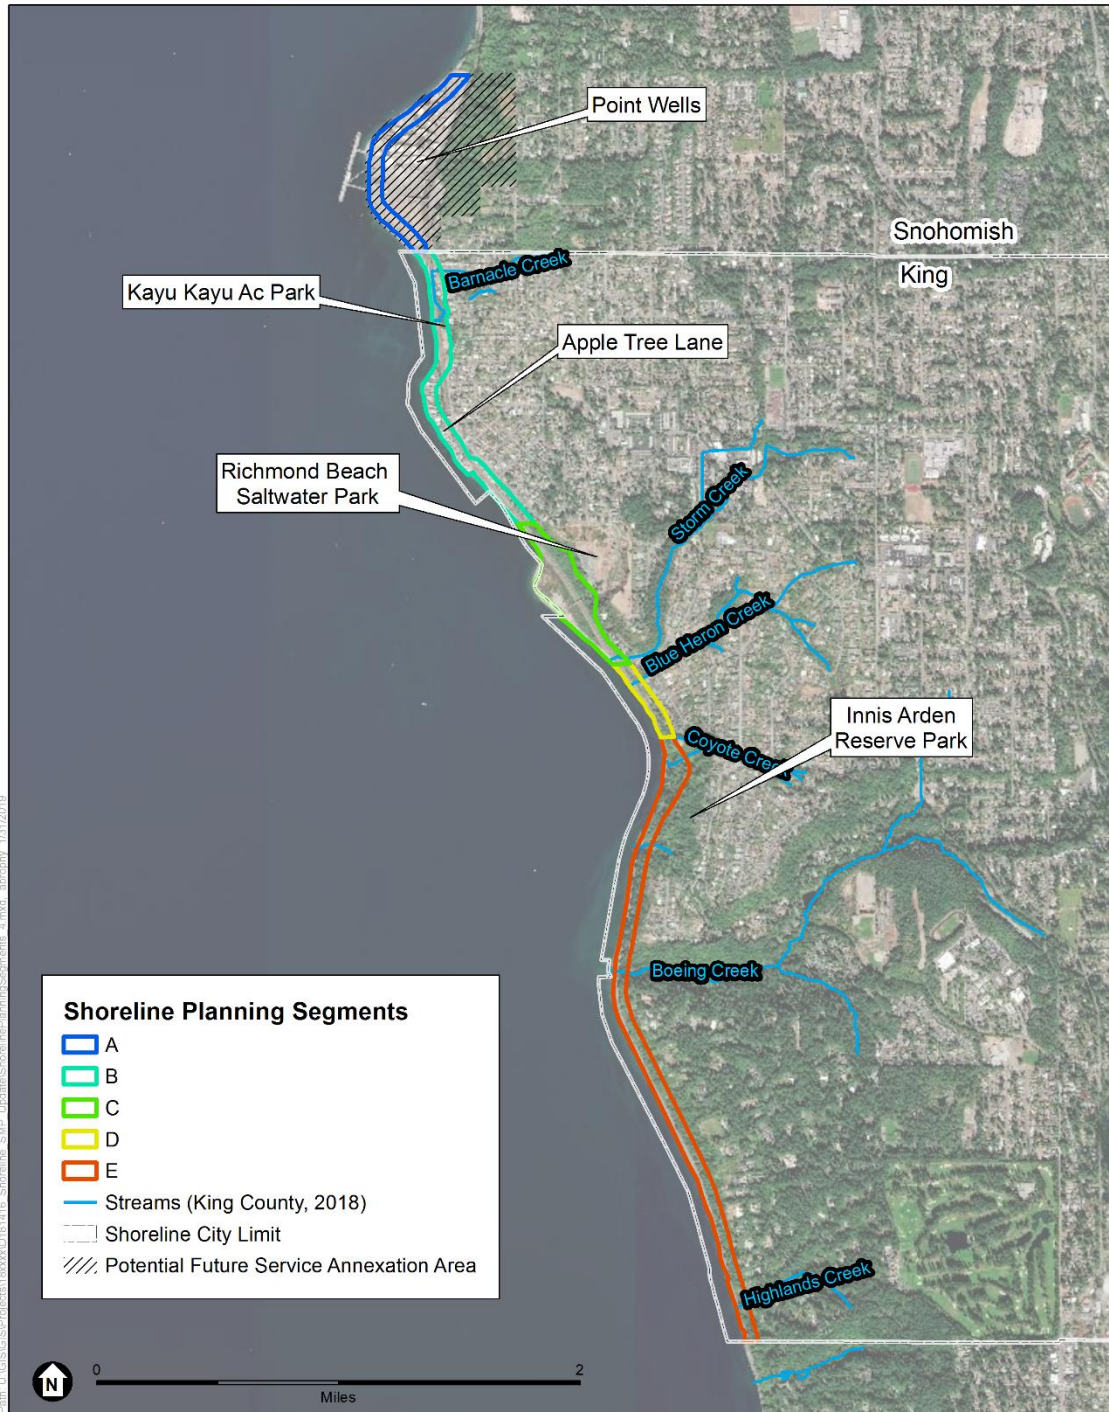 Point Wells
Snohomish
King
Barnacle Creek
Kayu Kayu Ac Park
Apple Tree Lane
Richmond Beach
Saltwater Park
Storm Creek
Blue Heron Creek
Innis Arden
Reserve Park
Coyote Creek
Boeing Creek
Highlands Creek
Shoreline Planning Segments
A
B
C
D
E
Streams (King County, 2018)
Shoreline City Limit
Potential Future Service Annexation Area
N
0
2
Miles